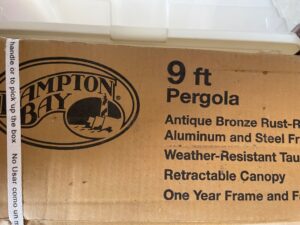 handle or to pick up the box No Usar como un m
HAMPTON
BAY
9 ft
Pergola
Antique Bronze Rust-R
Aluminum and Steel Fr
Weather-Resistant Tau
Retractable Canopy
One Year Frame and F